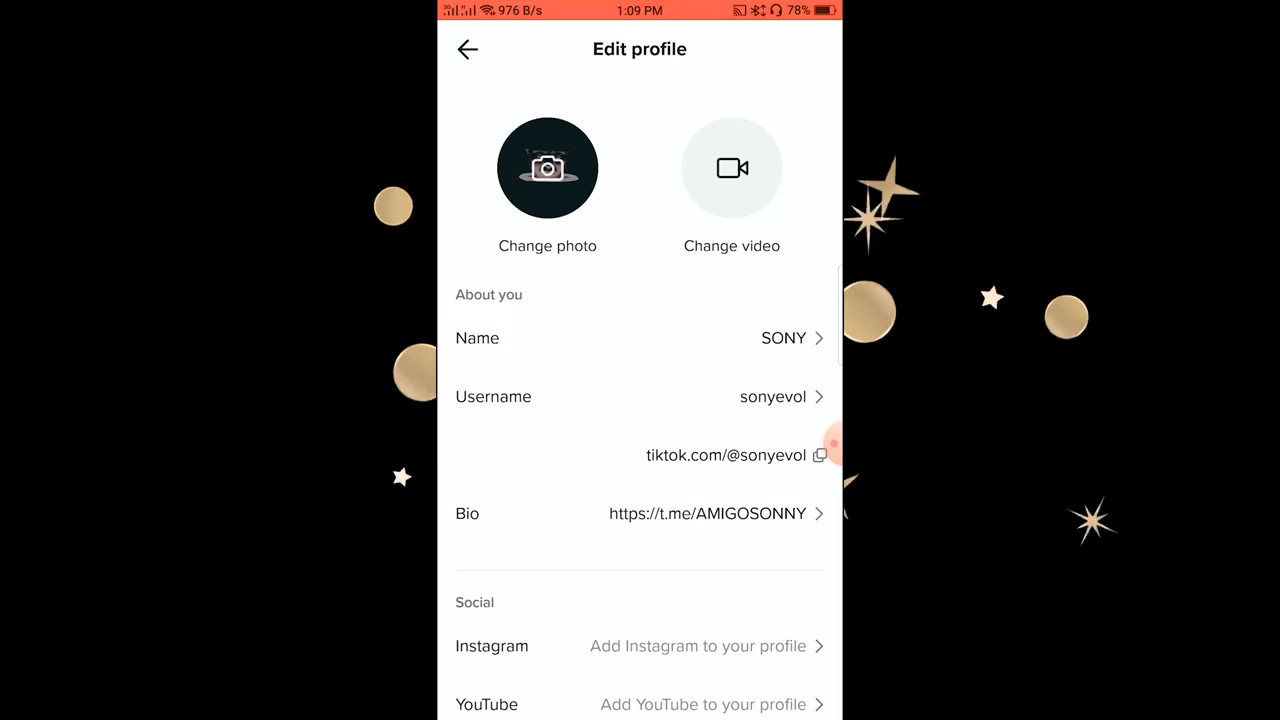 976 B/s 1:09 PM 78%
Edit profile
Change photo Change video
About you
Name SONY
Username sonyevol
tiktok.com/@sonyevol
Bio https://t.me/AMIGOSONNY
Social
Instagram Add Instagram to your profile
YouTube Add YouTube to your profile